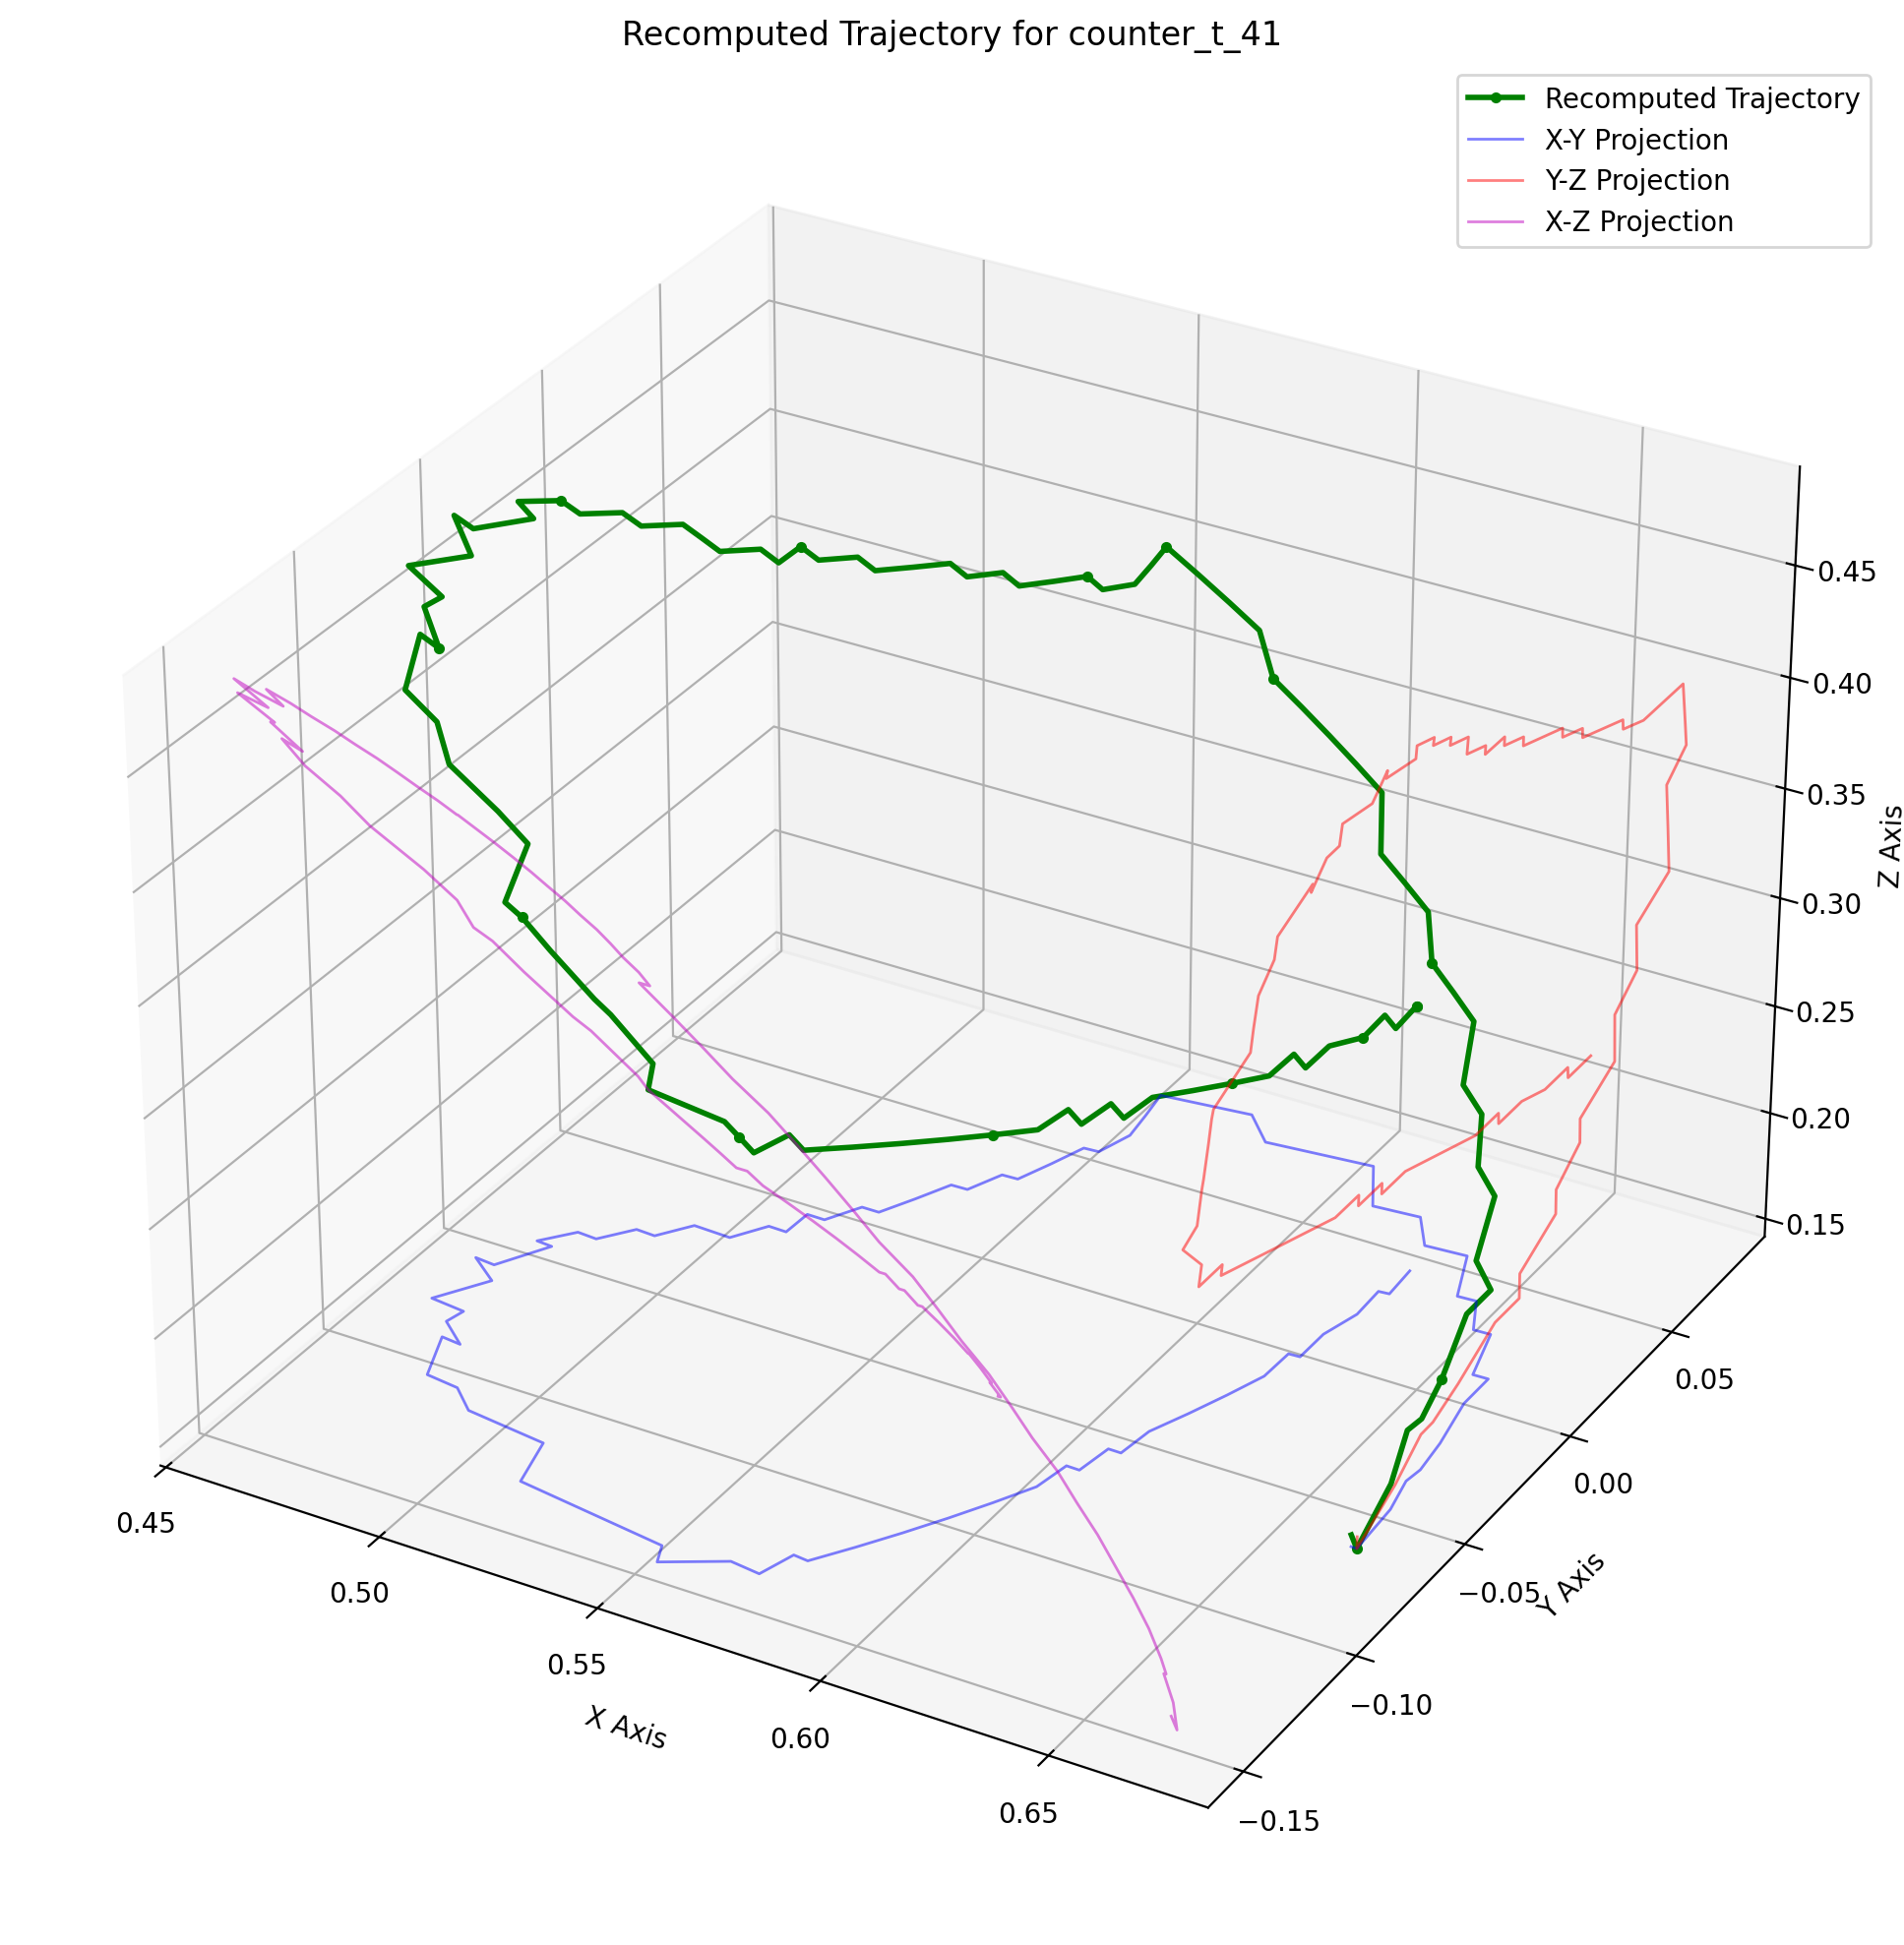 Recomputed Trajectory for counter_t_41
Recomputed Trajectory
X-Y Projection
Y-Z Projection
X-Z Projection
0.45
0.40
0.35
0.30
0.25
0.20
0.15
Z Axis
0.05
0.00
−0.05
−0.10
−0.15
Y Axis
0.45
0.50
0.55
0.60
0.65
X Axis